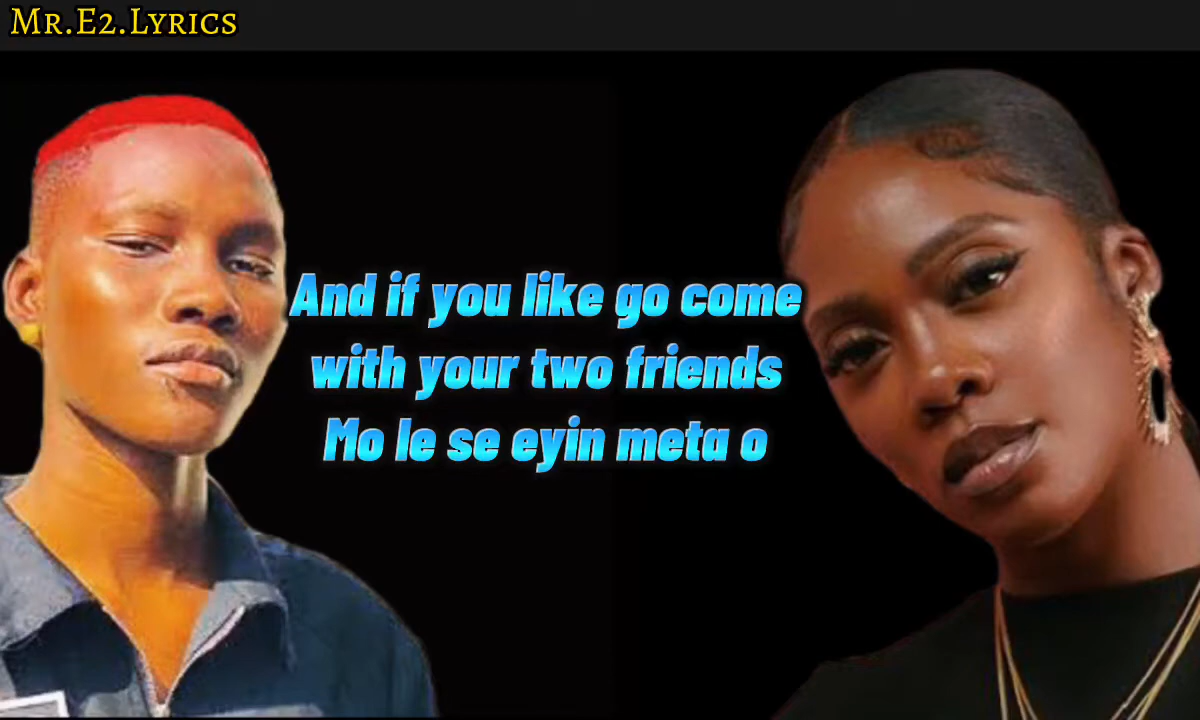 Mr.E2.Lyrics
And if you like go come
with your two friends
Mo le se eyin meta o